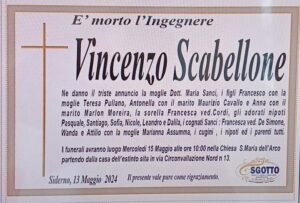 E' morto l'Ingegnere
Vincenzo Scabellone
Ne danno il triste annuncio la moglie Dott. Maria Sanci, i figli Francesco con la
moglie Teresa Pullano, Antonella con il marito Maurizio Cavallo e Anna con il
marito Marlon Moreira, la sorella Francesca ved.Cordì, gli adorati nipoti
Pasquale, Santiago, Sofia, Nicole, Leandro e Dalila, i cognati Sanci : Francesca ved. De Simone,
Wanda e Attilio con la moglie Marianna Assumma, i cugini , i nipoti ed i parenti tutti.
I funerali avranno luogo Mercoledì 15 Maggio alle ore 10:00 nella Chiesa S.Maria dell'Arco
partendo dalla casa dell'estinto sita in via Circonvallazione Nord n 13.
Siderno, 13 Maggio 2024
Il presente vale pure come ringraziamento.
SGOTTO